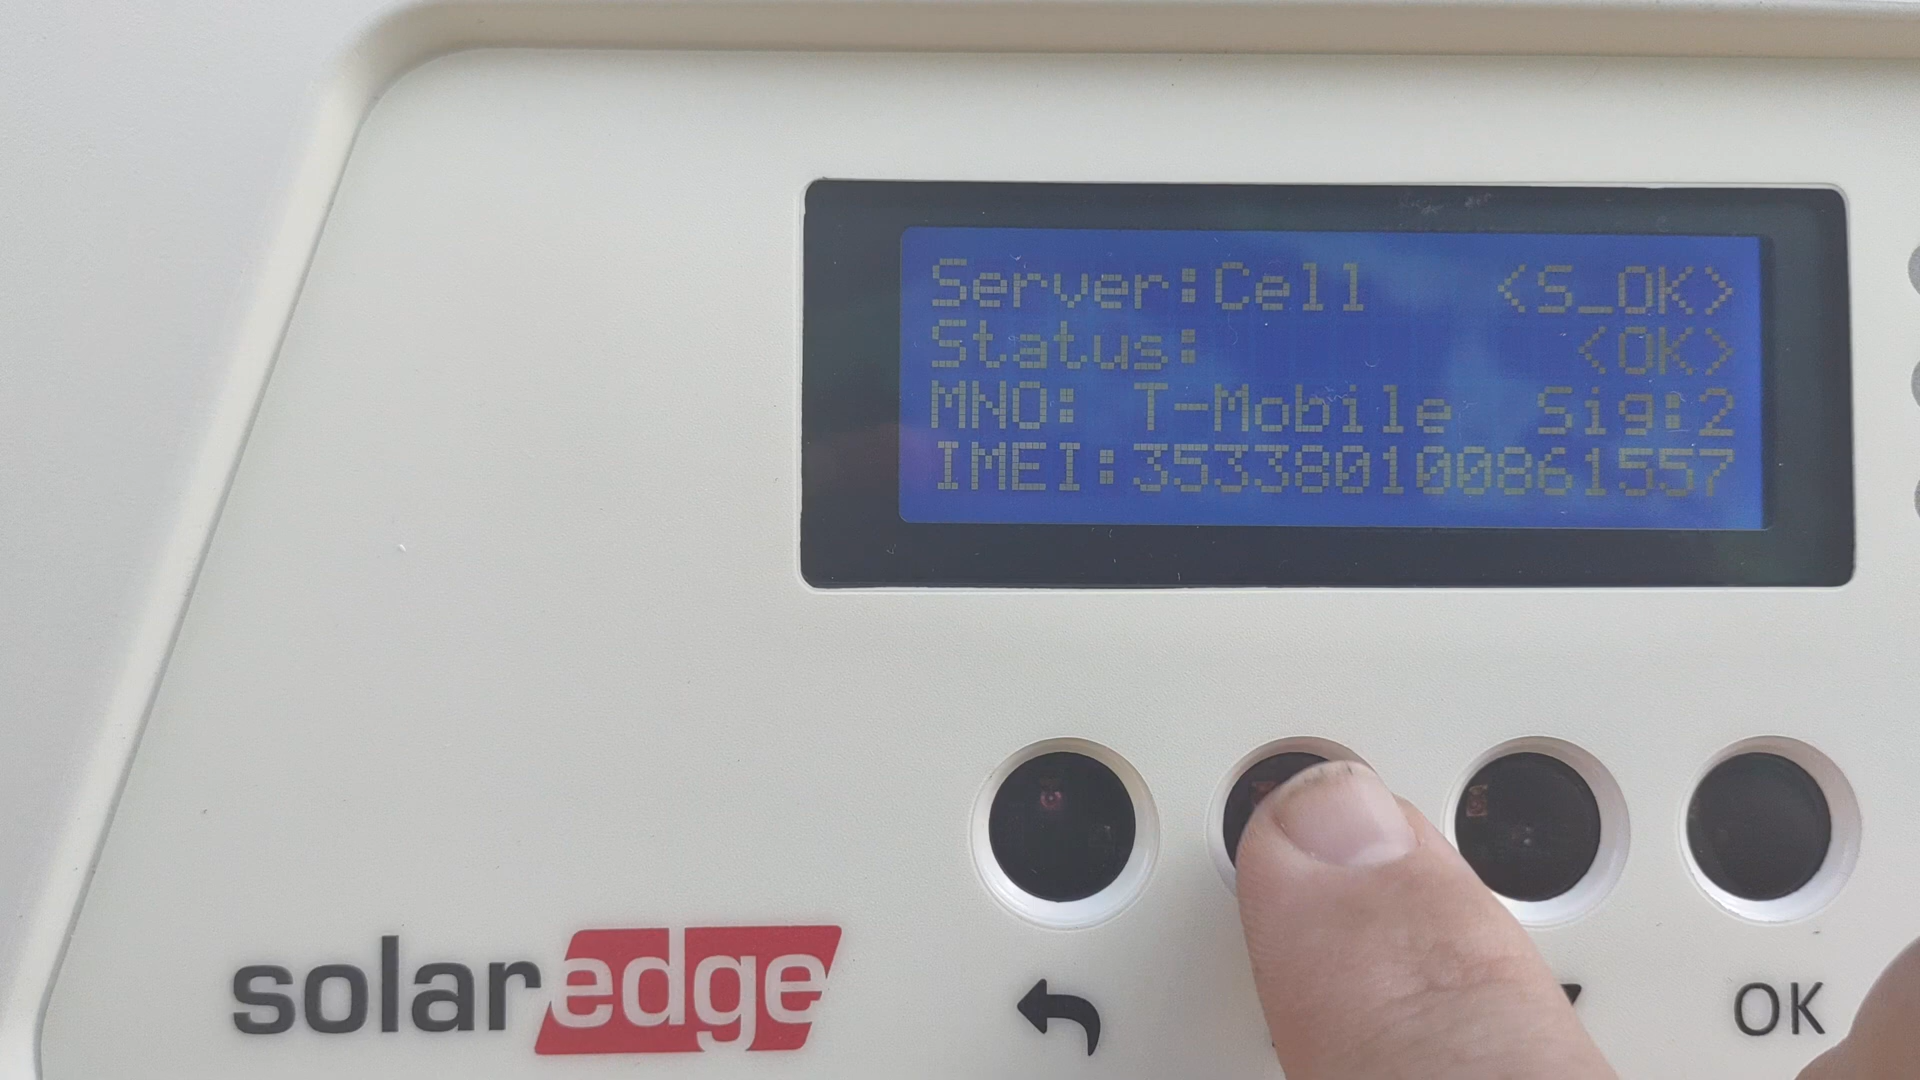 Server:Cell <S_OK>
Status: <OK>
MNO: T-Mobile Sig:2
IMEI:353380100861557
solaredge
OK